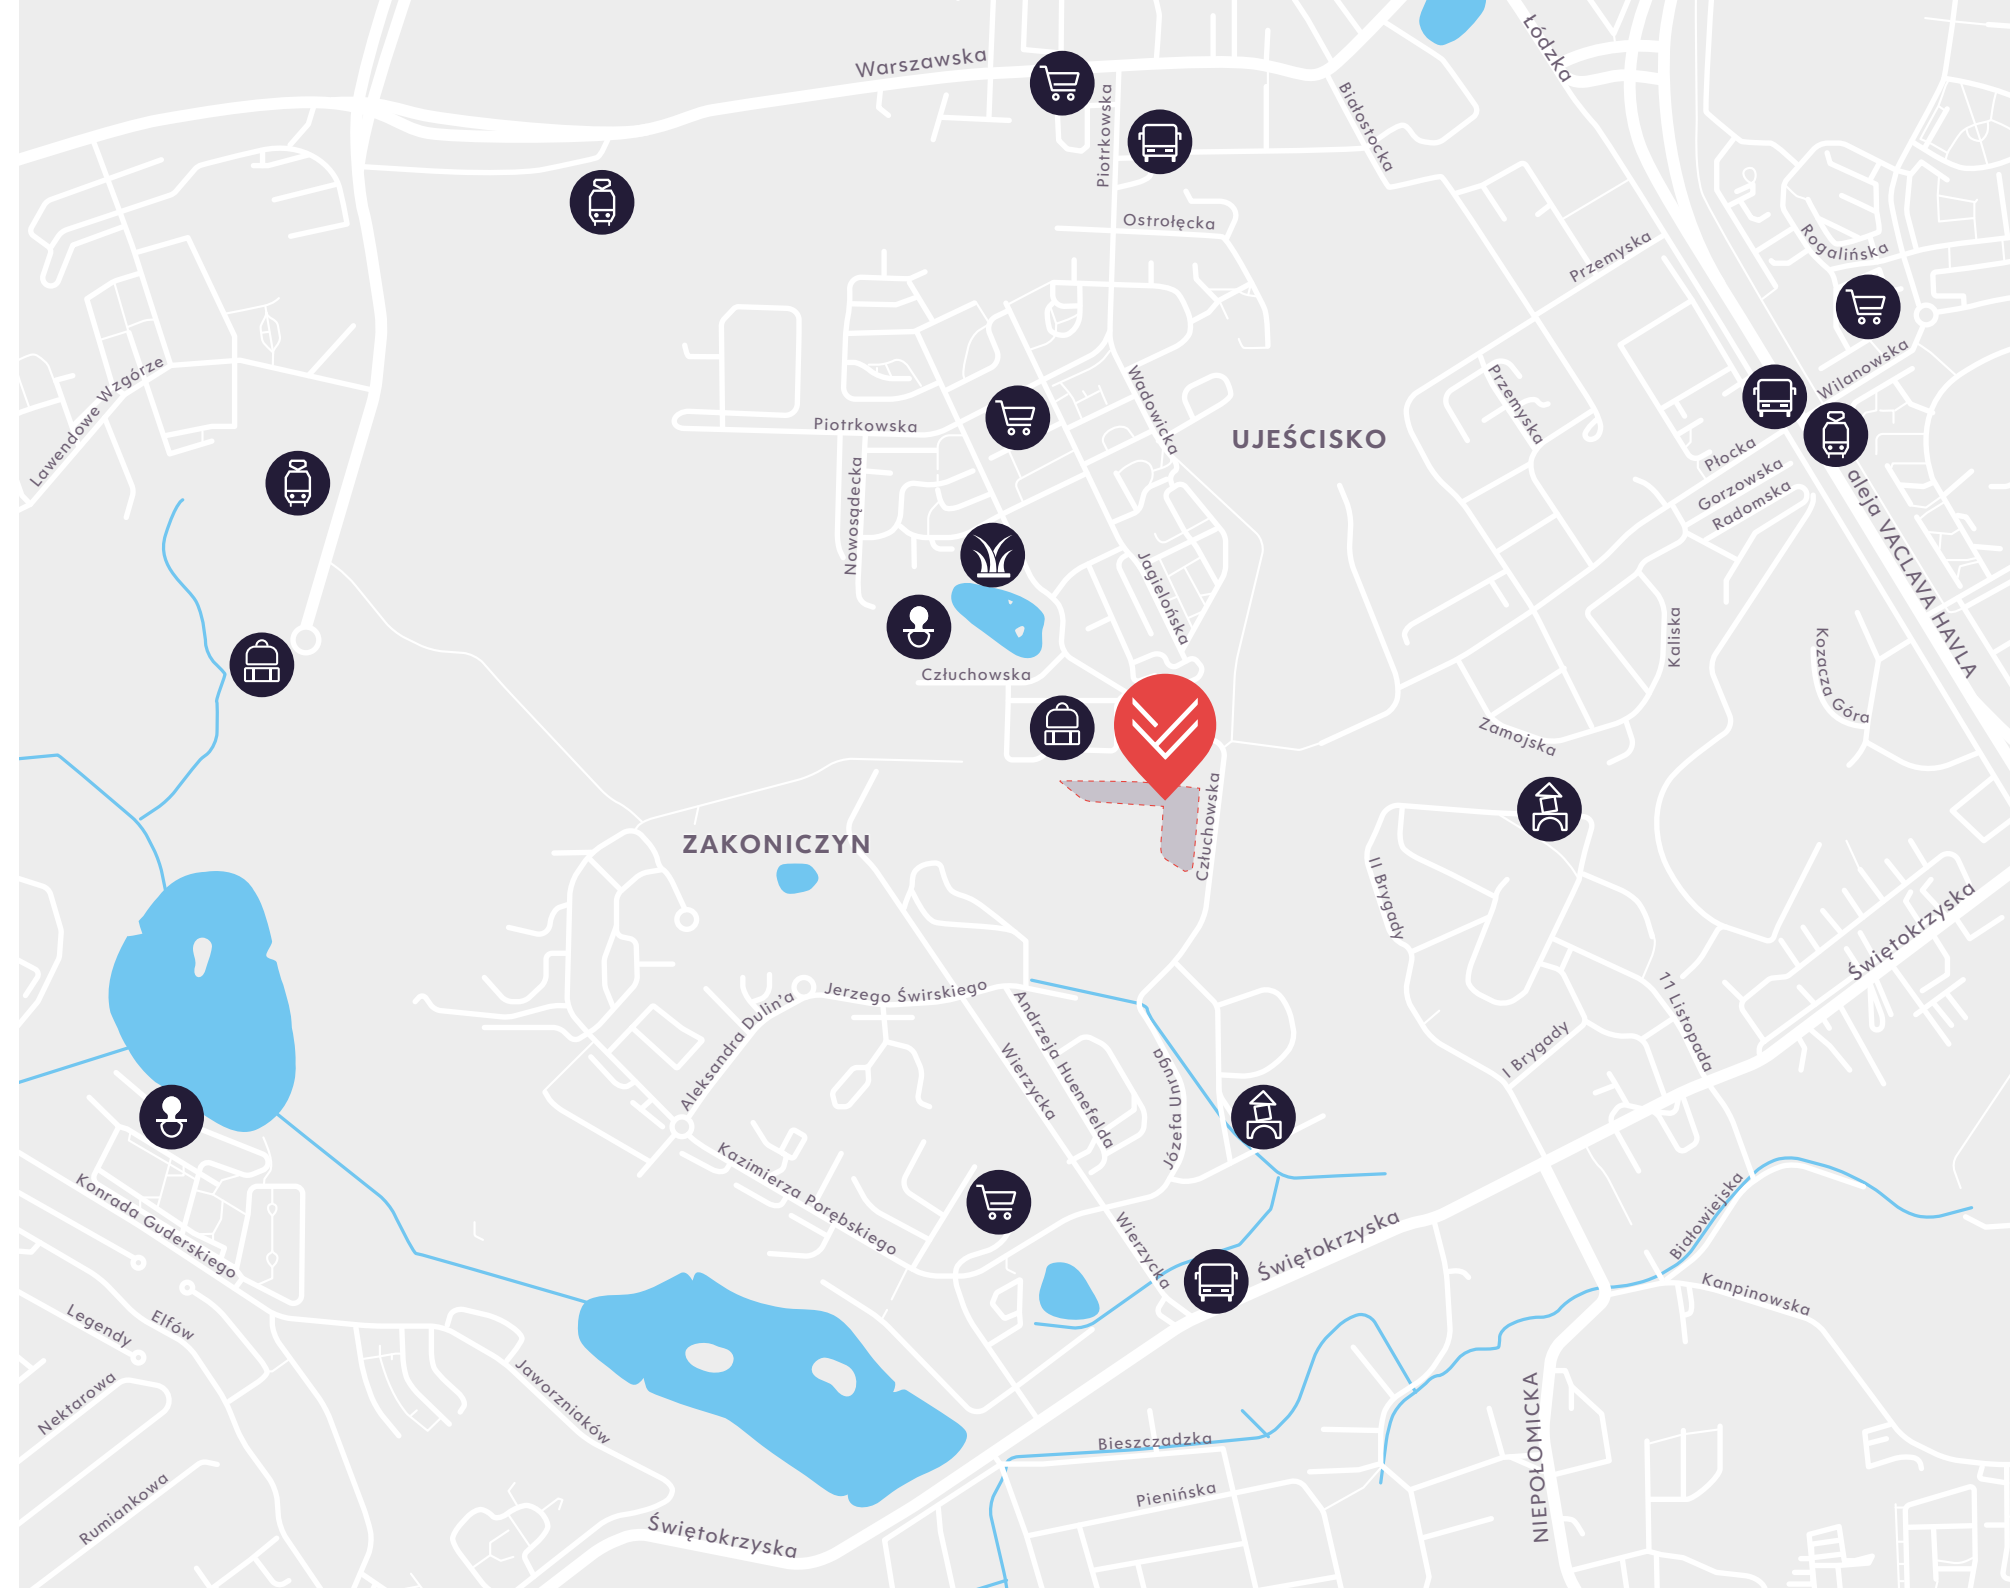 Warszawska
Łódzka
Piotrkowska
Białostocka
Ostrołęcka
Przemyska
Rogalińska
Wilanowska
Lawendowe Wzgórze
Piotrkowska
Wadowicka
UJEŚCISKO
Przemyska
Płocka
Gorzowska
Radomska
aleja VACLAVA HAVLA
Nowosądecka
Jagielońska
Kaliska
Kozacza Góra
Człuchowska
Zamojska
Człuchowska
ZAKONICZYN
II Brygady
Świętokrzyska
Aleksandra Dulin'a
Jerzego Świrskiego
Andrzeja Huenefelda
Wierzycka
Józefa Unruga
I Brygady
11 Listopada
Kazimierza Porębskiego
Konrada Guderskiego
Wierzycka
Świętokrzyska
Białowiejska
Kanpinowska
Legendy
Elfów
Nektarowa
Jaworzniaków
Rumiankowa
Bieszczadzka
Pienińska
NIEPOŁOMICKA
Świętokrzyska